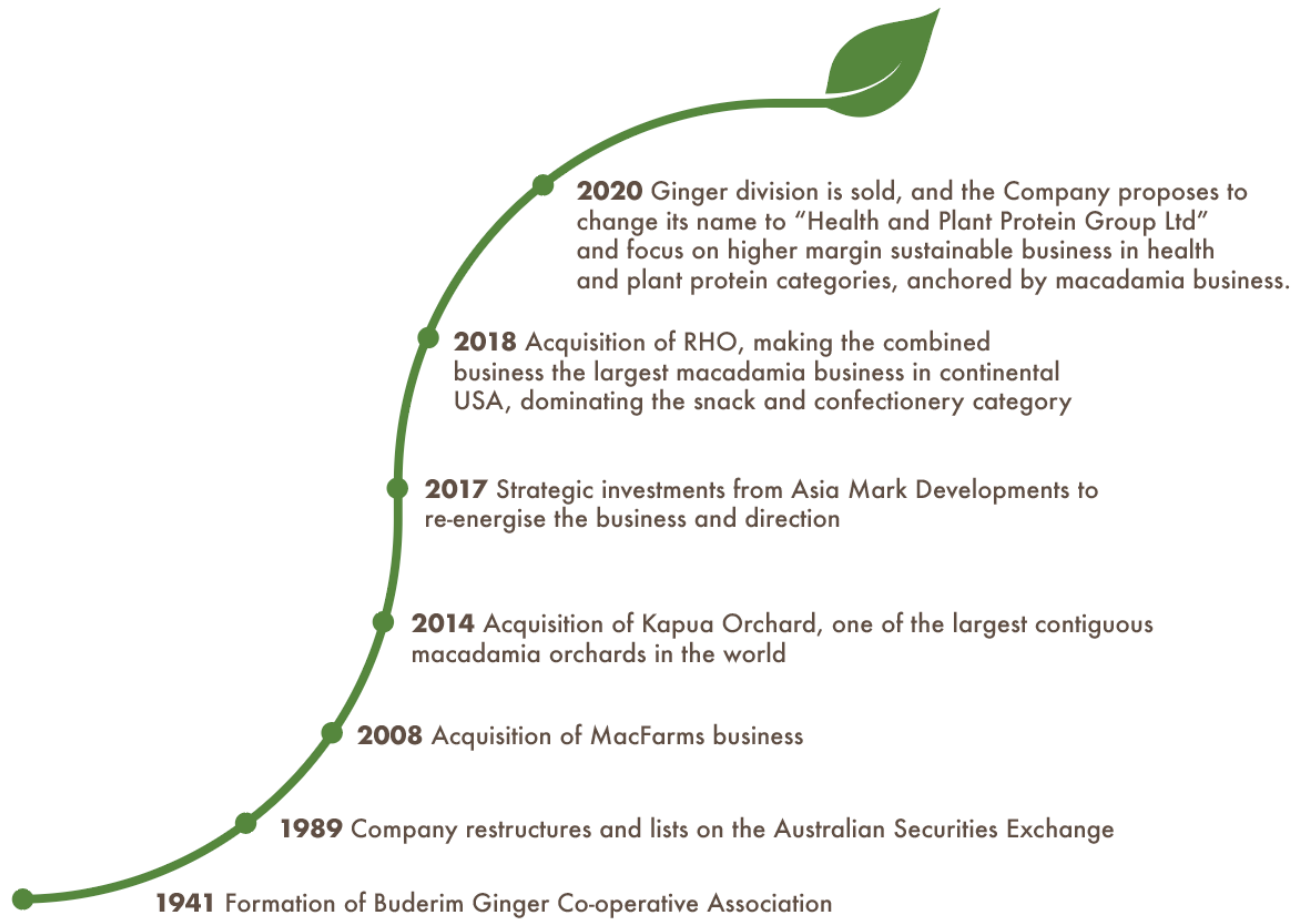 2020 Ginger division is sold, and the Company proposes to
change its name to “Health and Plant Protein Group Ltd”
and focus on higher margin sustainable business in health
and plant protein categories, anchored by macadamia business.
2018 Acquisition of RHO, making the combined
business the largest macadamia business in continental
USA, dominating the snack and confectionery category
2017 Strategic investments from Asia Mark Developments to
re-energise the business and direction
2014 Acquisition of Kapua Orchard, one of the largest contiguous
macadamia orchards in the world
2008 Acquisition of MacFarms business
1989 Company restructures and lists on the Australian Securities Exchange
1941 Formation of Buderim Ginger Co-operative Association